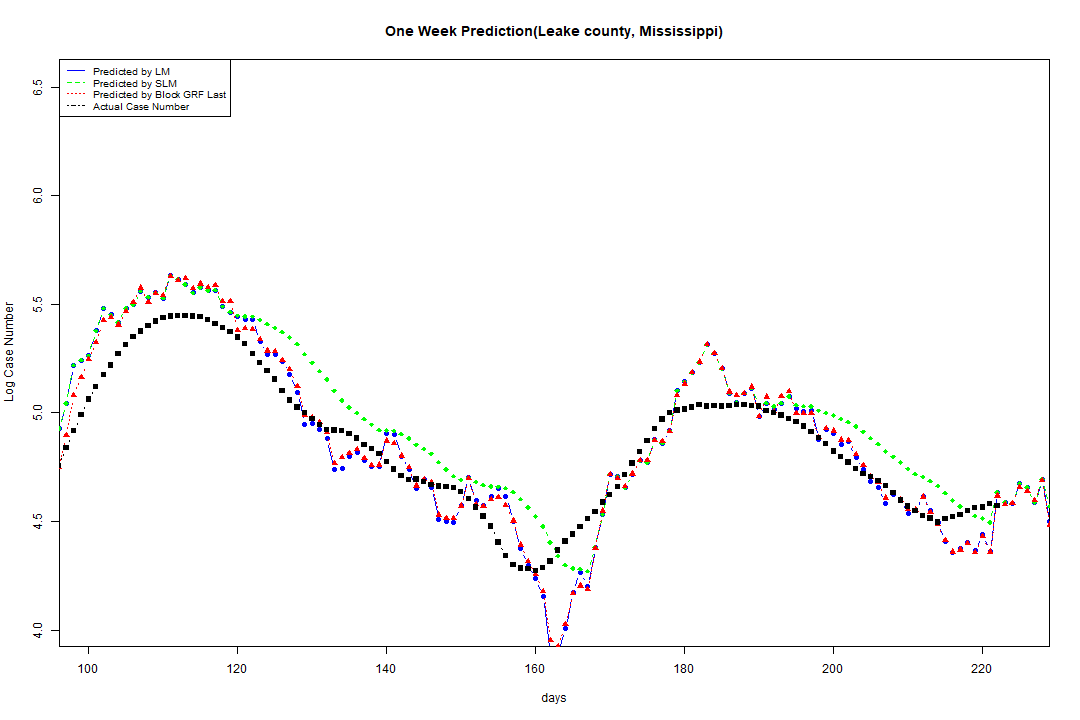 One Week Prediction(Leake county, Mississippi)
Predicted by LM
Predicted by SLM
Predicted by Block GRF Last
Actual Case Number
Log Case Number
6.5
6.0
5.5
5.0
4.5
4.0
100 120 140 160 180 200 220
days